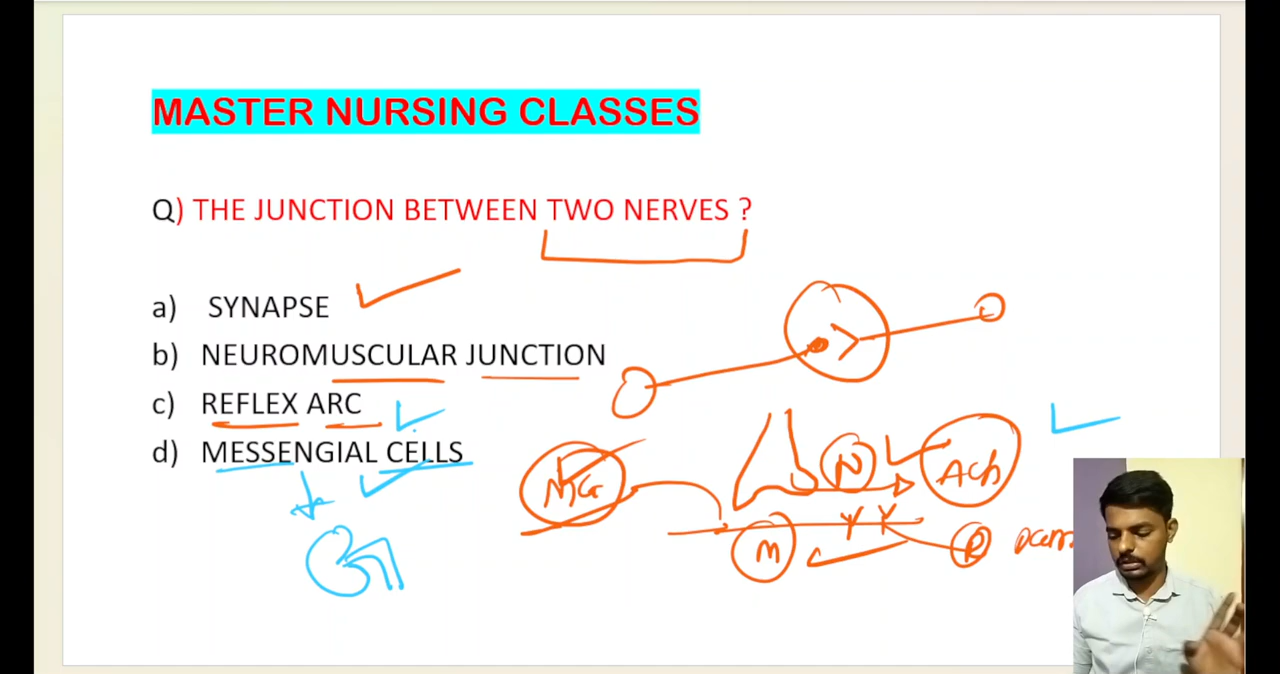 MASTER NURSING CLASSES
Q) THE JUNCTION BETWEEN TWO NERVES ?
a) SYNAPSE
b) NEUROMUSCULAR JUNCTION
c) REFLEX ARC
d) MESSENGIAL CELLS
MG
N
Ach
M
R